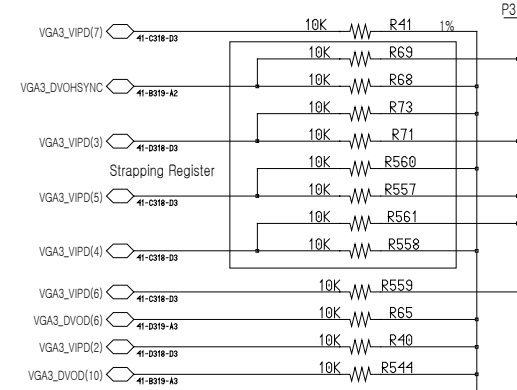 P3
VGA3_VIPD(7) 41-C318-D3 10K R41 1%
10K R69
VGA3_DVOHSYNC 41-B319-A2 10K R68
10K R73
VGA3_VIPD(3) 41-D318-D3 10K R71
Strapping Register 10K R560
VGA3_VIPD(5) 41-C318-D3 10K R557
10K R561
VGA3_VIPD(4) 41-C318-D3 10K R558
VGA3_VIPD(6) 41-C318-D3 10K R559
VGA3_DVOD(6) 41-D319-A3 10K R65
VGA3_VIPD(2) 41-D318-D3 10K R40
VGA3_DVOD(10) 41-B319-A3 10K R544